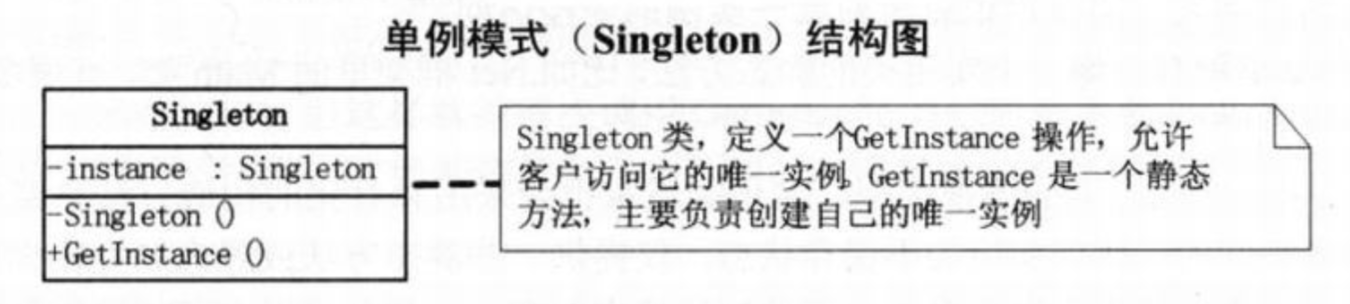 单例模式（Singleton）结构图
Singleton
-instance : Singleton
-Singleton()
+GetInstance()
Singleton 类，定义一个GetInstance 操作，允许
客户访问它的唯一实例。GetInstance 是一个静态
方法，主要负责创建自己的唯一实例